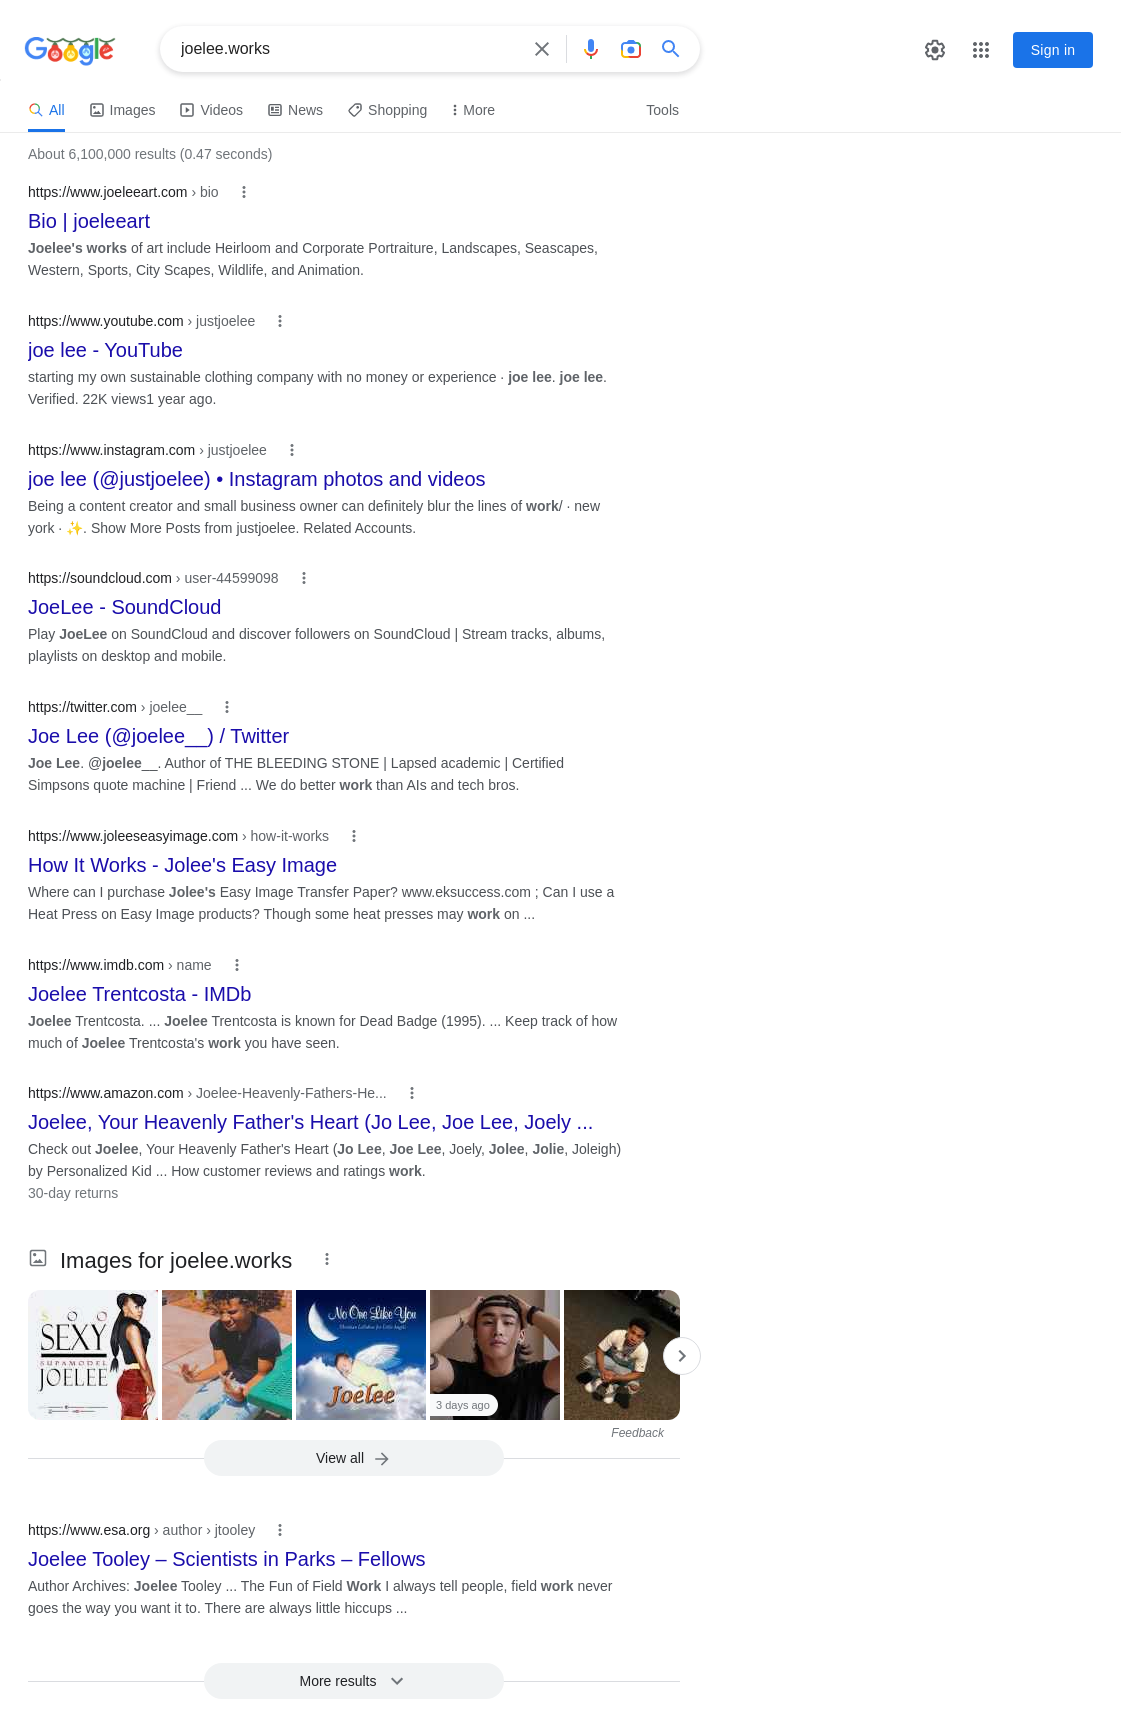 Google
joelee.works
Sign in
All Images Videos News Shopping More Tools
About 6,100,000 results (0.47 seconds)
https://www.joeleeart.com › bio
Bio | joeleeart
Joelee's works of art include Heirloom and Corporate Portraiture, Landscapes, Seascapes,
Western, Sports, City Scapes, Wildlife, and Animation.
https://www.youtube.com › justjoelee
joe lee - YouTube
starting my own sustainable clothing company with no money or experience · joe lee. joe lee.
Verified. 22K views1 year ago.
https://www.instagram.com › justjoelee
joe lee (@justjoelee) • Instagram photos and videos
Being a content creator and small business owner can definitely blur the lines of work/ · new
york · ✨. Show More Posts from justjoelee. Related Accounts.
https://soundcloud.com › user-44599098
JoeLee - SoundCloud
Play JoeLee on SoundCloud and discover followers on SoundCloud | Stream tracks, albums,
playlists on desktop and mobile.
https://twitter.com › joelee__
Joe Lee (@joelee__) / Twitter
Joe Lee. @joelee__. Author of THE BLEEDING STONE | Lapsed academic | Certified
Simpsons quote machine | Friend ... We do better work than AIs and tech bros.
https://www.joleeseasyimage.com › how-it-works
How It Works - Jolee's Easy Image
Where can I purchase Jolee's Easy Image Transfer Paper? www.eksuccess.com ; Can I use a
Heat Press on Easy Image products? Though some heat presses may work on ...
https://www.imdb.com › name
Joelee Trentcosta - IMDb
Joelee Trentcosta. ... Joelee Trentcosta is known for Dead Badge (1995). ... Keep track of how
much of Joelee Trentcosta's work you have seen.
https://www.amazon.com › Joelee-Heavenly-Fathers-He...
Joelee, Your Heavenly Father's Heart (Jo Lee, Joe Lee, Joely ...
Check out Joelee, Your Heavenly Father's Heart (Jo Lee, Joe Lee, Joely, Jolee, Jolie, Joleigh)
by Personalized Kid ... How customer reviews and ratings work.
30-day returns
Images for joelee.works
SOO
SEXY
SUPAMODEL
JOELEE
No One Like You
Christian Lullabies for Little Angels
Joelee
3 days ago
Feedback
View all
https://www.esa.org › author › jtooley
Joelee Tooley – Scientists in Parks – Fellows
Author Archives: Joelee Tooley ... The Fun of Field Work I always tell people, field work never
goes the way you want it to. There are always little hiccups ...
More results